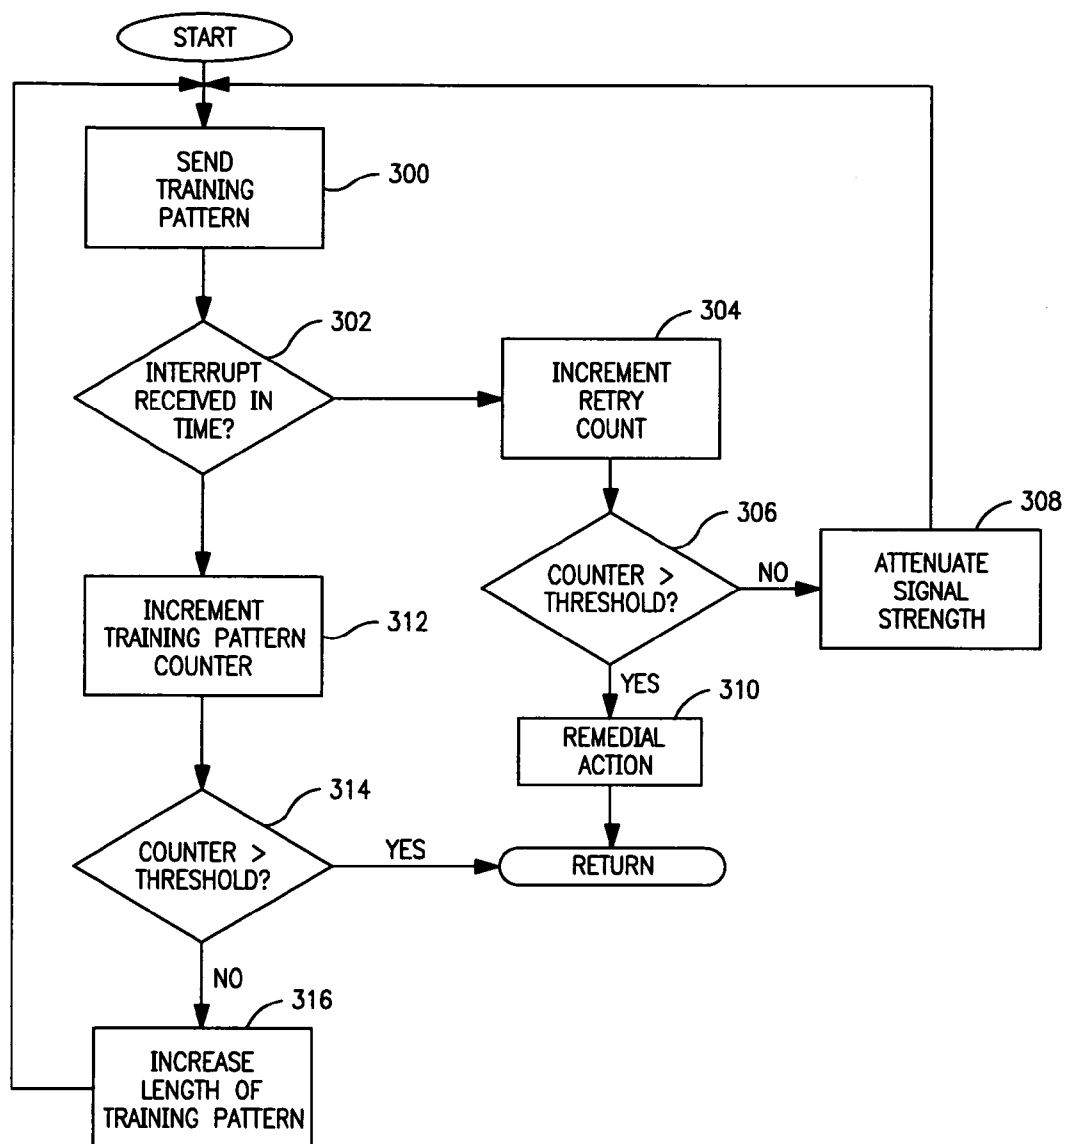 START
SEND
TRAINING
PATTERN
300
INTERRUPT
RECEIVED IN
TIME?
302
INCREMENT
RETRY
COUNT
304
COUNTER >
THRESHOLD?
306
NO
ATTENUATE
SIGNAL
STRENGTH
308
YES
REMEDIAL
ACTION
310
INCREMENT
TRAINING PATTERN
COUNTER
312
COUNTER >
THRESHOLD?
314
YES
RETURN
NO
INCREASE
LENGTH OF
TRAINING PATTERN
316